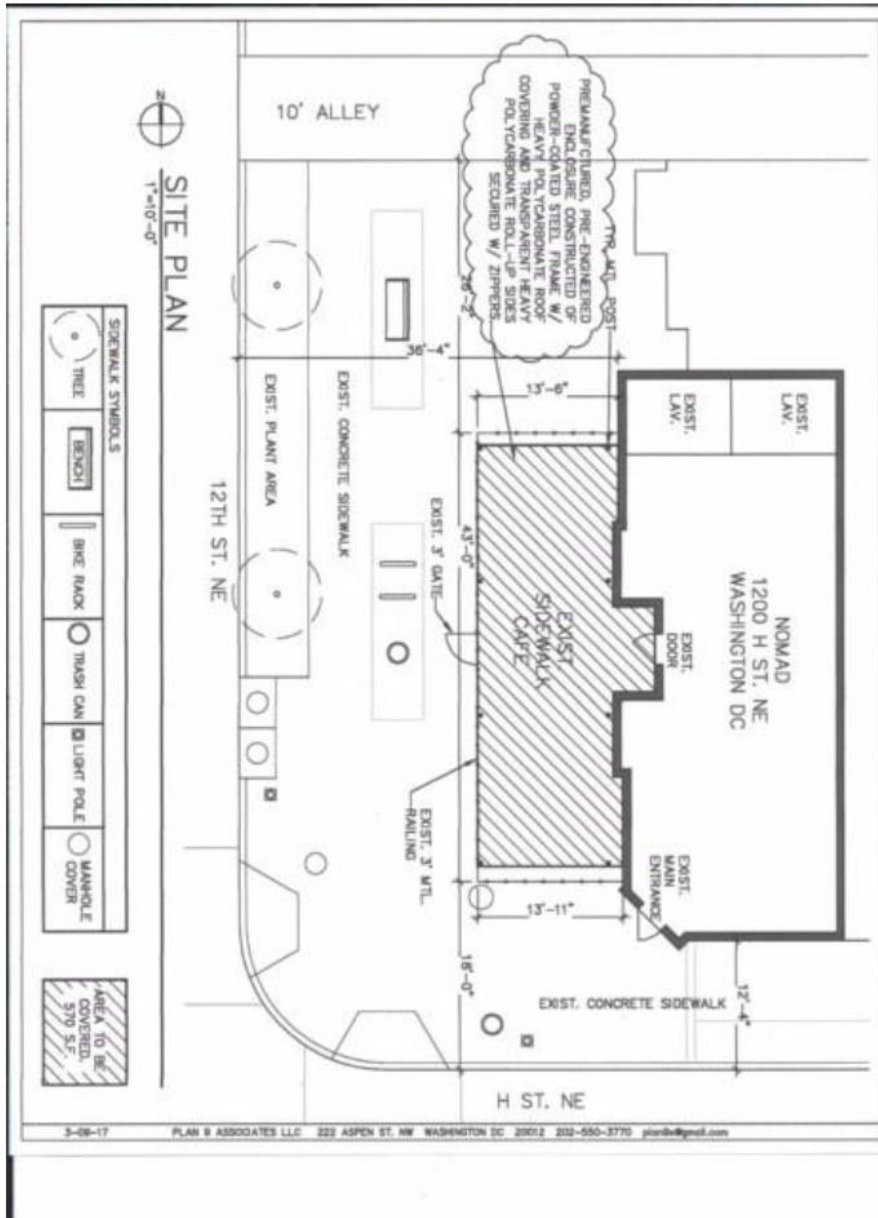 10' ALLEY
PREMANUFCTURED, PRE-ENGINEERED
ENCLOSURE CONSTRUCTED OF
POWDER-COATED STEEL FRAME W/
HEAVY POLYCARBONATE ROOF
COVERING AND TRANSPARENT HEAVY
POLYCARBONATE ROLL-UP SIDES
SECURED W/ ZIPPERS.
TYP. MTL. POST
N
SITE PLAN
1"=10'-0"
36'-4"
13'-6"
43'-0"
13'-11"
18'-0"
12'-4"
EXIST. LAV.
EXIST. LAV.
NOMAD
1200 H ST. NE
WASHINGTON DC
EXIST. DOOR
EXIST
SIDEWALK
CAFE
EXIST.
MAIN
ENTRANCE
EXIST. PLANT AREA
EXIST. CONCRETE SIDEWALK
EXIST. 3' GATE
EXIST. 3' MTL.
RAILING
12TH ST. NE
EXIST. CONCRETE SIDEWALK
H ST. NE
SIDEWALK SYMBOLS
TREE
BENCH
BIKE RACK
TRASH CAN
LIGHT POLE
MANHOLE
COVER
AREA TO BE
COVERED.
570 S.F.
3-09-17
PLAN B ASSOCIATES LLC 222 ASPEN ST. NW WASHINGTON DC 20012 202-550-3770